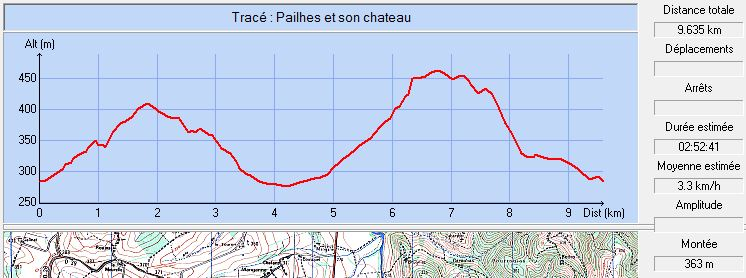 Tracé : Pailhes et son chateau
Alt (m)
450
400
350
300
250
0 1 2 3 4 5 6 7 8 9 Dist (km)
Distance totale
9.635 km
Déplacements
Arrêts
Durée estimée
02:52:41
Moyenne estimée
3.3 km/h
Amplitude
Montée
363 m